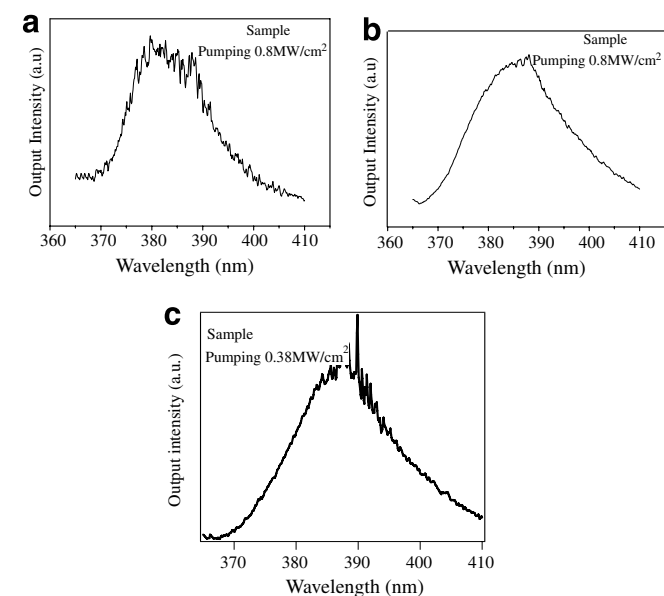 a
Sample
Pumping 0.8MW/cm²
Output Intensity (a.u)
360 370 380 390 400 410
Wavelength (nm)
b
Sample
Pumping 0.8MW/cm²
Output Intensity (a.u)
360 370 380 390 400 410
Wavelength (nm)
c
Sample
Pumping 0.38MW/cm²
Output intensity (a.u.)
370 380 390 400 410
Wavelength (nm)